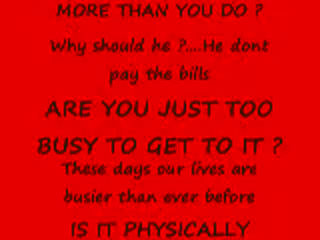 MORE THAN YOU DO ?
Why should he ?....He dont
pay the bills
ARE YOU JUST TOO
BUSY TO GET TO IT ?
These days our lives are
busier than ever before
IS IT PHYSICALLY